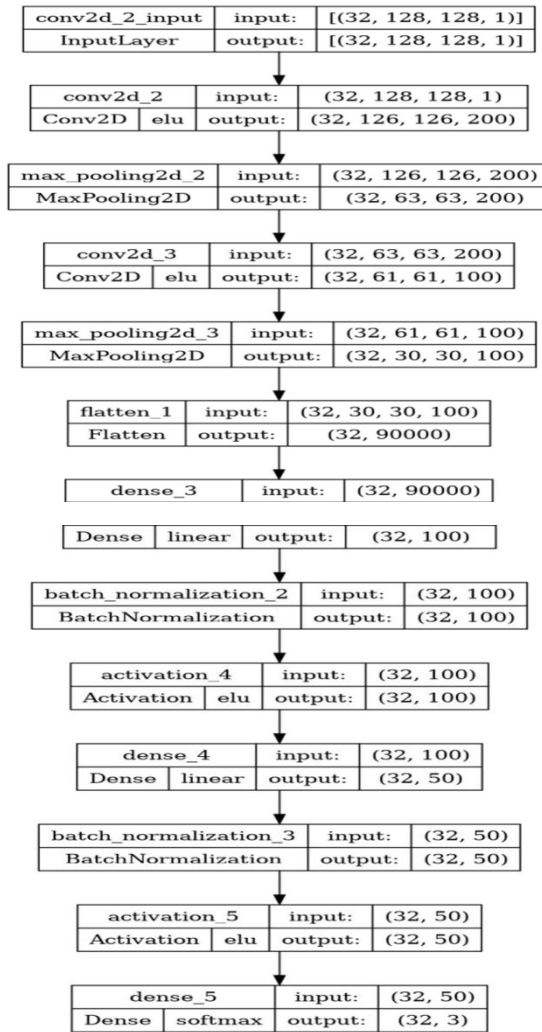 conv2d_2_input input: [(32, 128, 128, 1)]
InputLayer output: [(32, 128, 128, 1)]
conv2d_2 input: (32, 128, 128, 1)
Conv2D elu output: (32, 126, 126, 200)
max_pooling2d_2 input: (32, 126, 126, 200)
MaxPooling2D output: (32, 63, 63, 200)
conv2d_3 input: (32, 63, 63, 200)
Conv2D elu output: (32, 61, 61, 100)
max_pooling2d_3 input: (32, 61, 61, 100)
MaxPooling2D output: (32, 30, 30, 100)
flatten_1 input: (32, 30, 30, 100)
Flatten output: (32, 90000)
dense_3 input: (32, 90000)
Dense linear output: (32, 100)
batch_normalization_2 input: (32, 100)
BatchNormalization output: (32, 100)
activation_4 input: (32, 100)
Activation elu output: (32, 100)
dense_4 input: (32, 100)
Dense linear output: (32, 50)
batch_normalization_3 input: (32, 50)
BatchNormalization output: (32, 50)
activation_5 input: (32, 50)
Activation elu output: (32, 50)
dense_5 input: (32, 50)
Dense softmax output: (32, 3)